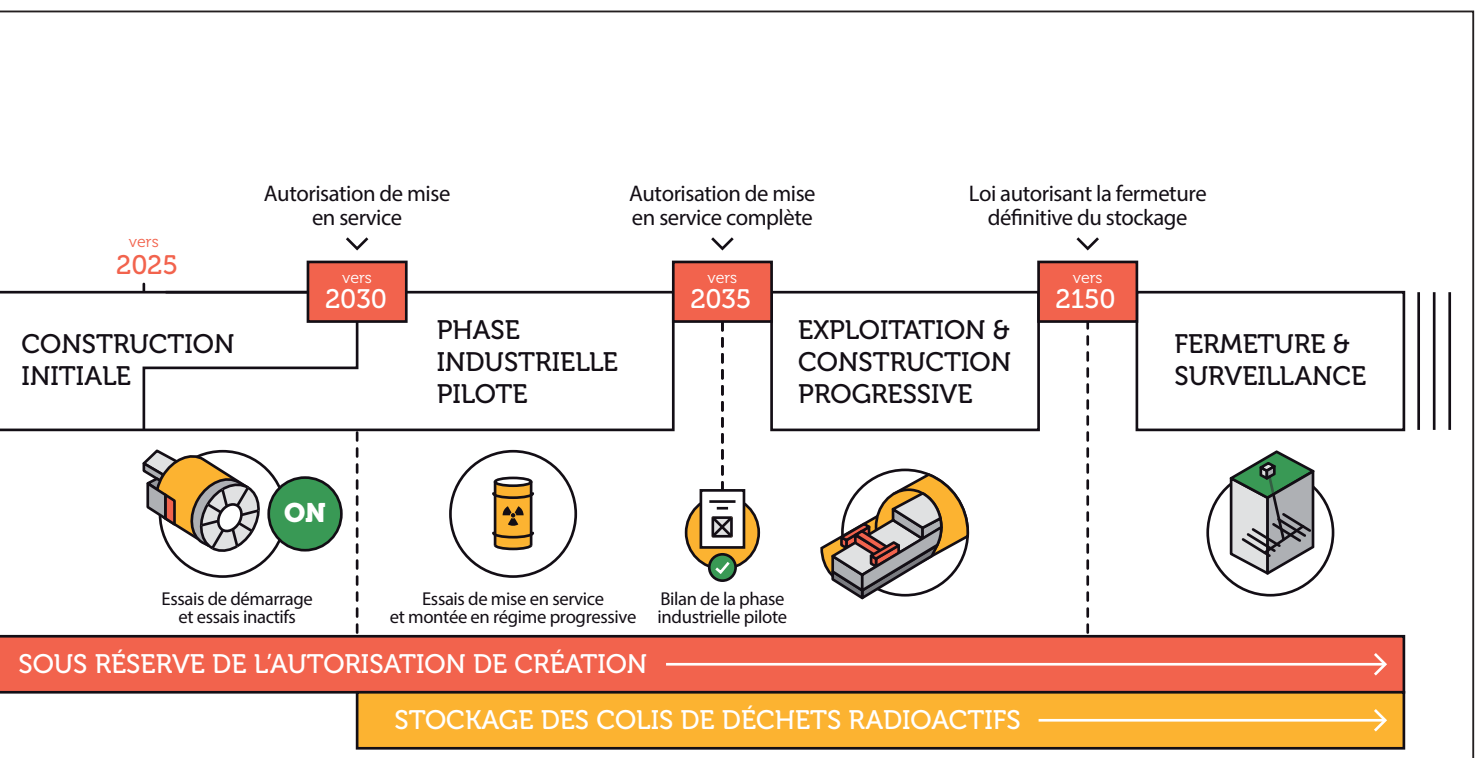 Autorisation de mise
en service
Autorisation de mise
en service complète
Loi autorisant la fermeture
définitive du stockage
vers
2025
vers
2030
vers
2035
vers
2150
CONSTRUCTION
INITIALE
PHASE
INDUSTRIELLE
PILOTE
EXPLOITATION &
CONSTRUCTION
PROGRESSIVE
FERMETURE &
SURVEILLANCE
ON
Essais de démarrage
et essais inactifs
Essais de mise en service
et montée en régime progressive
Bilan de la phase
industrielle pilote
SOUS RÉSERVE DE L'AUTORISATION DE CRÉATION
STOCKAGE DES COLIS DE DÉCHETS RADIOACTIFS